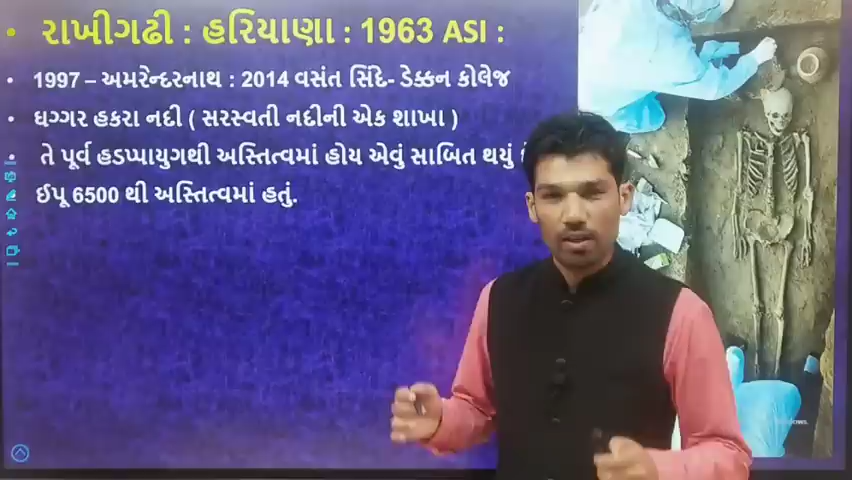 રાખીગઢી : હરિયાણા : 1963 ASI :
1997 – અમરેન્દરનાથ : 2014 વસંત સિંદે- ડેક્કન કોલેજ
ઘગ્ગર હકરા નદી ( સરસ્વતી નદીની એક શાખા )
તે પૂર્વ હડપ્પાયુગથી અસ્તિત્વમાં હોય એવું સાબિત થયું
ઈપૂ 6500 થી અસ્તિત્વમાં હતું.